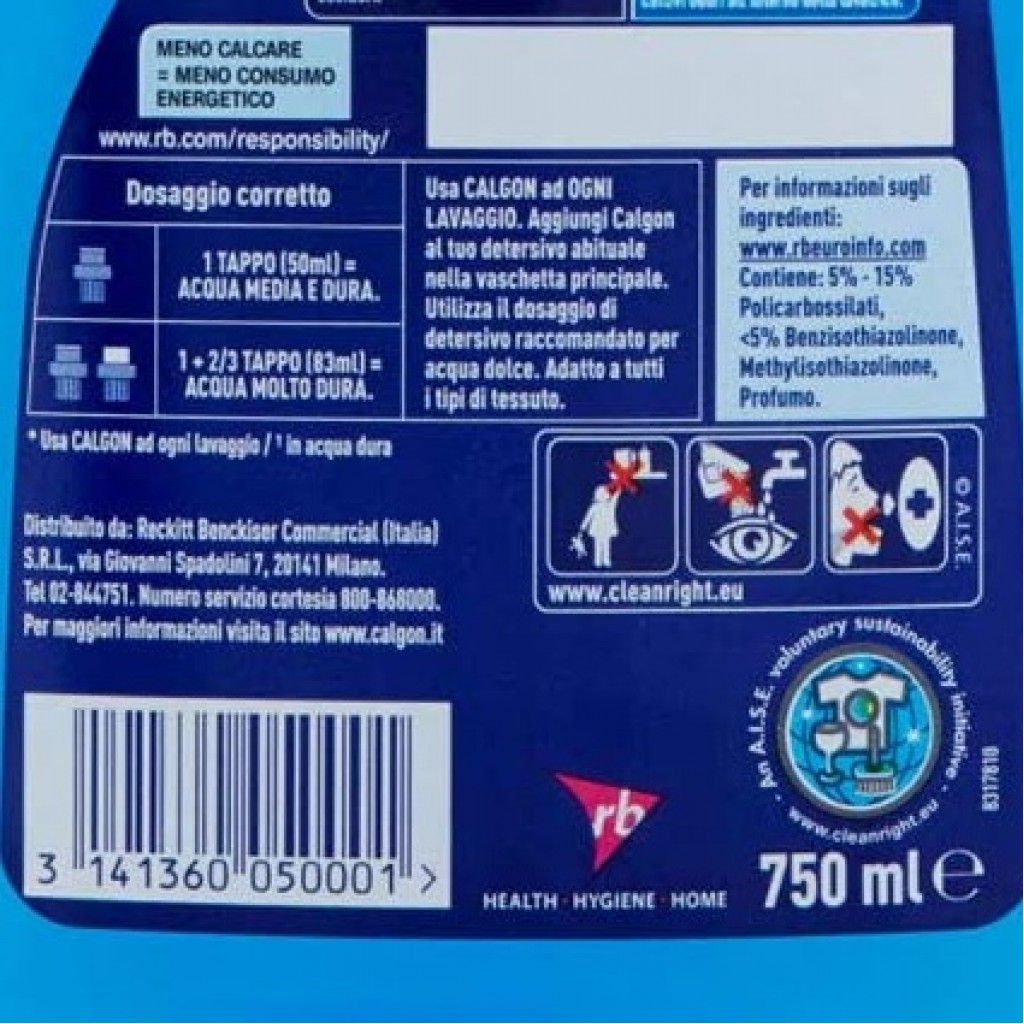 MENO CALCARE
= MENO CONSUMO
ENERGETICO
www.rb.com/responsibility/
Dosaggio corretto
1 TAPPO (50ml) =
ACQUA MEDIA E DURA.
1 + 2/3 TAPPO (83ml) =
ACQUA MOLTO DURA.
Usa CALGON ad OGNI
LAVAGGIO. Aggiungi Calgon
al tuo detersivo abituale
nella vaschetta principale.
Utilizza il dosaggio di
detersivo raccomandato per
acqua dolce. Adatto a tutti
i tipi di tessuto.
Per informazioni sugli
ingredienti:
www.rbeuroinfo.com
Contiene: 5% - 15%
Policarbossilati,
<5% Benzisothiazolinone,
Methylisothiazolinone,
Profumo.
* Usa CALGON ad ogni lavaggio / ¹ in acqua dura
© A.I.S.E.
www.cleanright.eu
Distribuito da: Reckitt Benckiser Commercial (Italia)
S.R.L., via Giovanni Spadolini 7, 20141 Milano.
Tel 02-844751. Numero servizio cortesia 800-868000.
Per maggiori informazioni visita il sito www.calgon.it
An A.I.S.E. voluntary sustainability initiative -
www.cleanright.eu
8317810
3 141360 050001 >
rb
HEALTH · HYGIENE · HOME
750 ml e